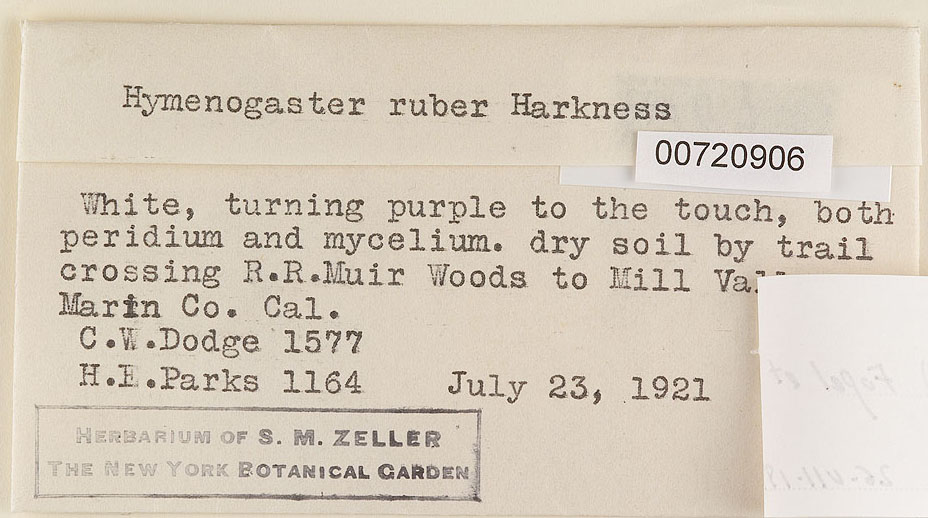 Hymenogaster ruber Harkness
00720906
White, turning purple to the touch, both
peridium and mycelium. dry soil by trail
crossing R.R.Muir Woods to Mill
Marin Co. Cal.
C.W.Dodge 1577
H.E.Parks 1164 July 23, 1921
HERBARIUM OF S. M. ZELLER
THE NEW YORK BOTANICAL GARDEN